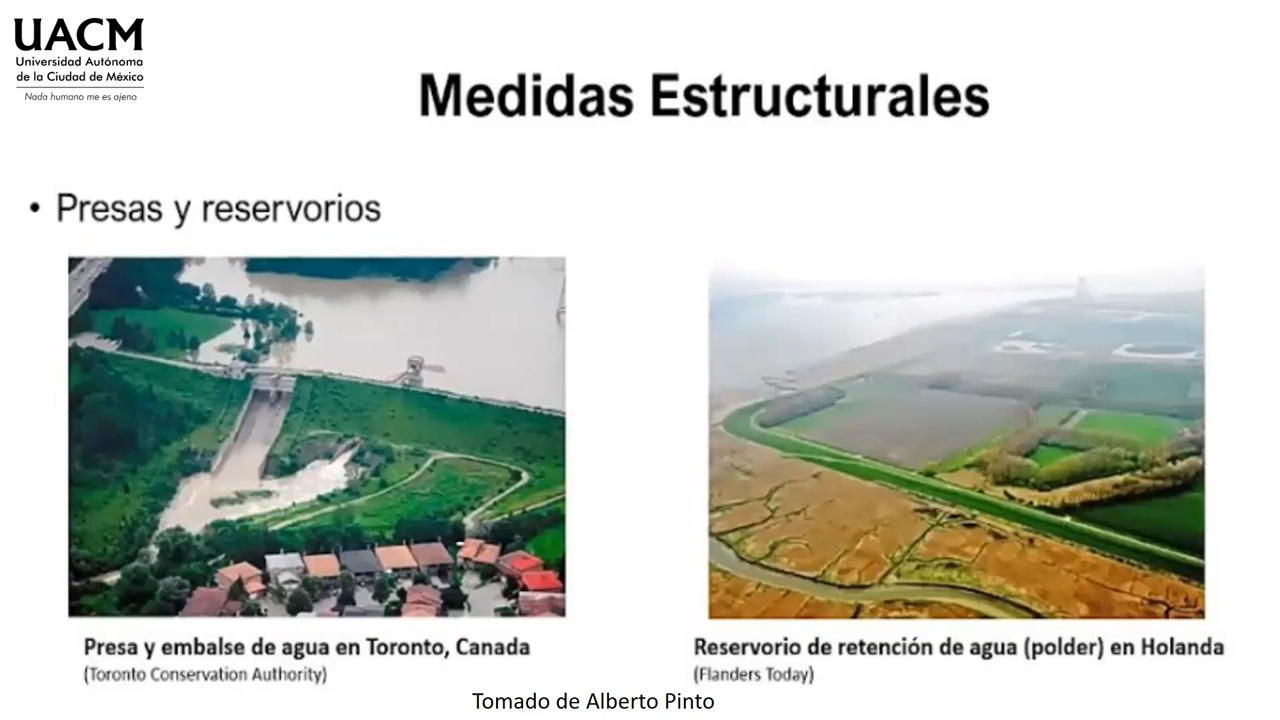 UACM
Universidad Autónoma
de la Ciudad de México
Nada humano me es ajeno
Medidas Estructurales
• Presas y reservorios
Presa y embalse de agua en Toronto, Canada
(Toronto Conservation Authority)
Reservorio de retención de agua (polder) en Holanda
(Flanders Today)
Tomado de Alberto Pinto